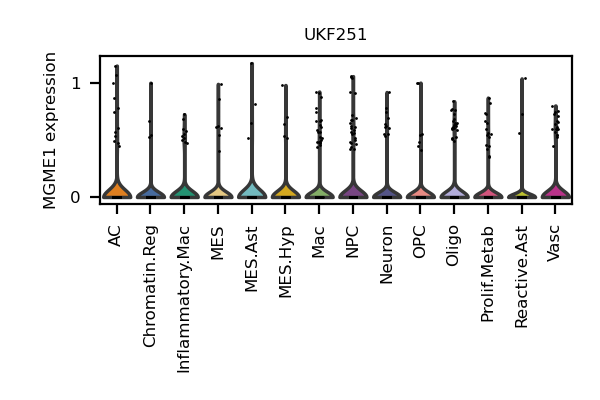 UKF251
MGME1 expression
1
0
AC
Chromatin.Reg
Inflammatory.Mac
MES
MES.Ast
MES.Hyp
Mac
NPC
Neuron
OPC
Oligo
Prolif.Metab
Reactive.Ast
Vasc